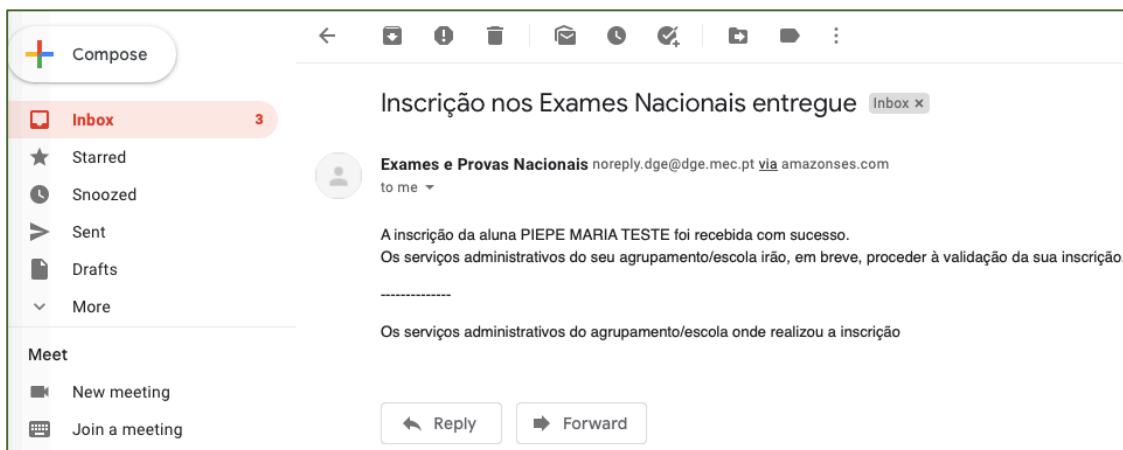 Compose
Inbox 3
Starred
Snoozed
Sent
Drafts
More
Meet
New meeting
Join a meeting
Inscrição nos Exames Nacionais entregue Inbox ×
Exames e Provas Nacionais noreply.dge@dge.mec.pt via amazonses.com
to me
A inscrição da aluna PIEPE MARIA TESTE foi recebida com sucesso.
Os serviços administrativos do seu agrupamento/escola irão, em breve, proceder à validação da sua inscrição.
--------------
Os serviços administrativos do agrupamento/escola onde realizou a inscrição
Reply Forward